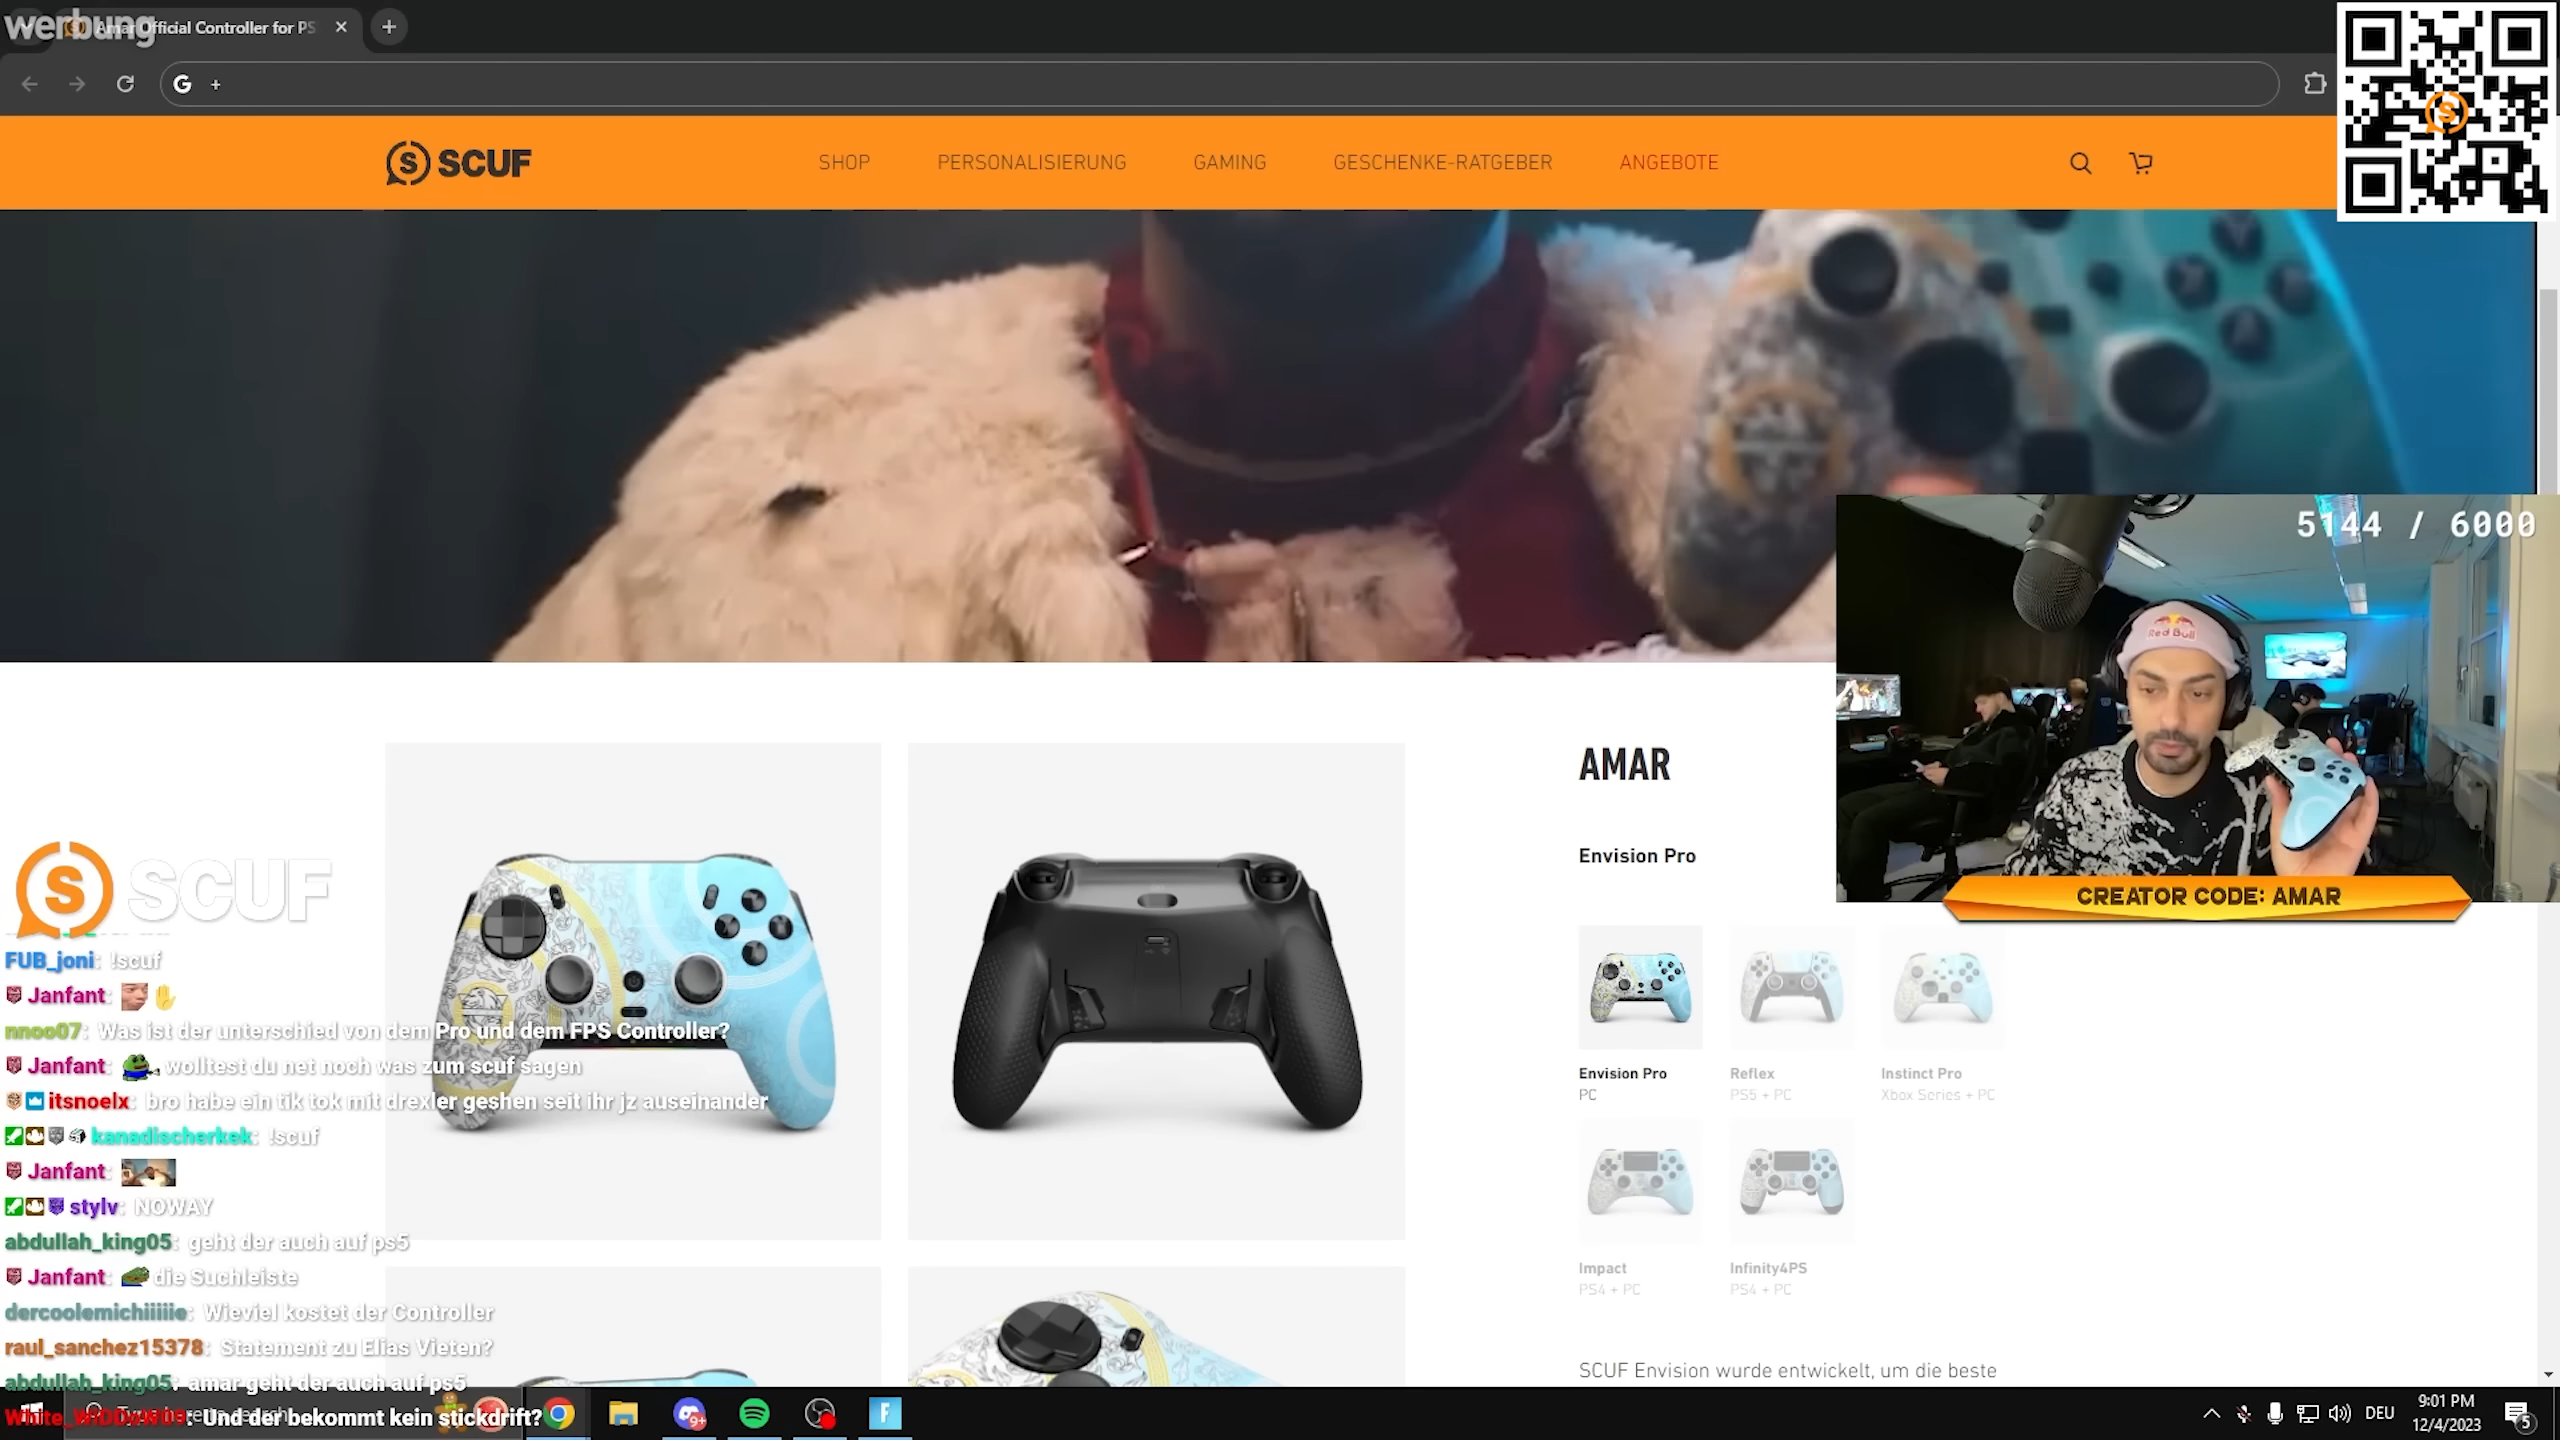 werbung
Amar Official Controller for PS
SCUF
SHOP
PERSONALISIERUNG
GAMING
GESCHENKE-RATGEBER
ANGEBOTE
5144 / 6000
Red Bull
CREATOR CODE: AMAR
AMAR
Envision Pro
Envision Pro
PC
Reflex
PS5 + PC
Instinct Pro
Xbox Series + PC
Impact
PS4 + PC
Infinity4PS
PS4 + PC
SCUF Envision wurde entwickelt, um die beste
SCUF
FUB_joni: !scuf
Janfant:
nnoo07: Was ist der unterschied von dem Pro und dem FPS Controller?
Janfant: wolltest du net noch was zum scuf sagen
itsnoelx: bro habe ein tik tok mit drexler geshen seit ihr jz auseinander
kanadischerkek: !scuf
Janfant:
stylv: NOWAY
abdullah_king05: geht der auch auf ps5
Janfant: die Suchleiste
dercoolemichiiiiie: Wieviel kostet der Controller
raul_sanchez15378: Statement zu Elias Vieten?
abdullah_king05: amar geht der auch auf ps5
: Und der bekommt kein stickdrift?
9+
DEU
9:01 PM
12/4/2023
5